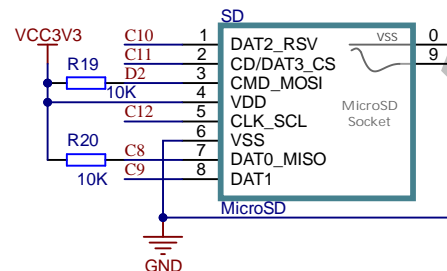 SD
VCC3V3
C10 1 DAT2_RSV VSS 0
C11 2 CD/DAT3_CS 9
R19 D2 3 CMD_MOSI
10K 4 VDD MicroSD
C12 5 CLK_SCL Socket
6 VSS
R20 C8 7 DAT0_MISO
10K C9 8 DAT1
MicroSD
GND